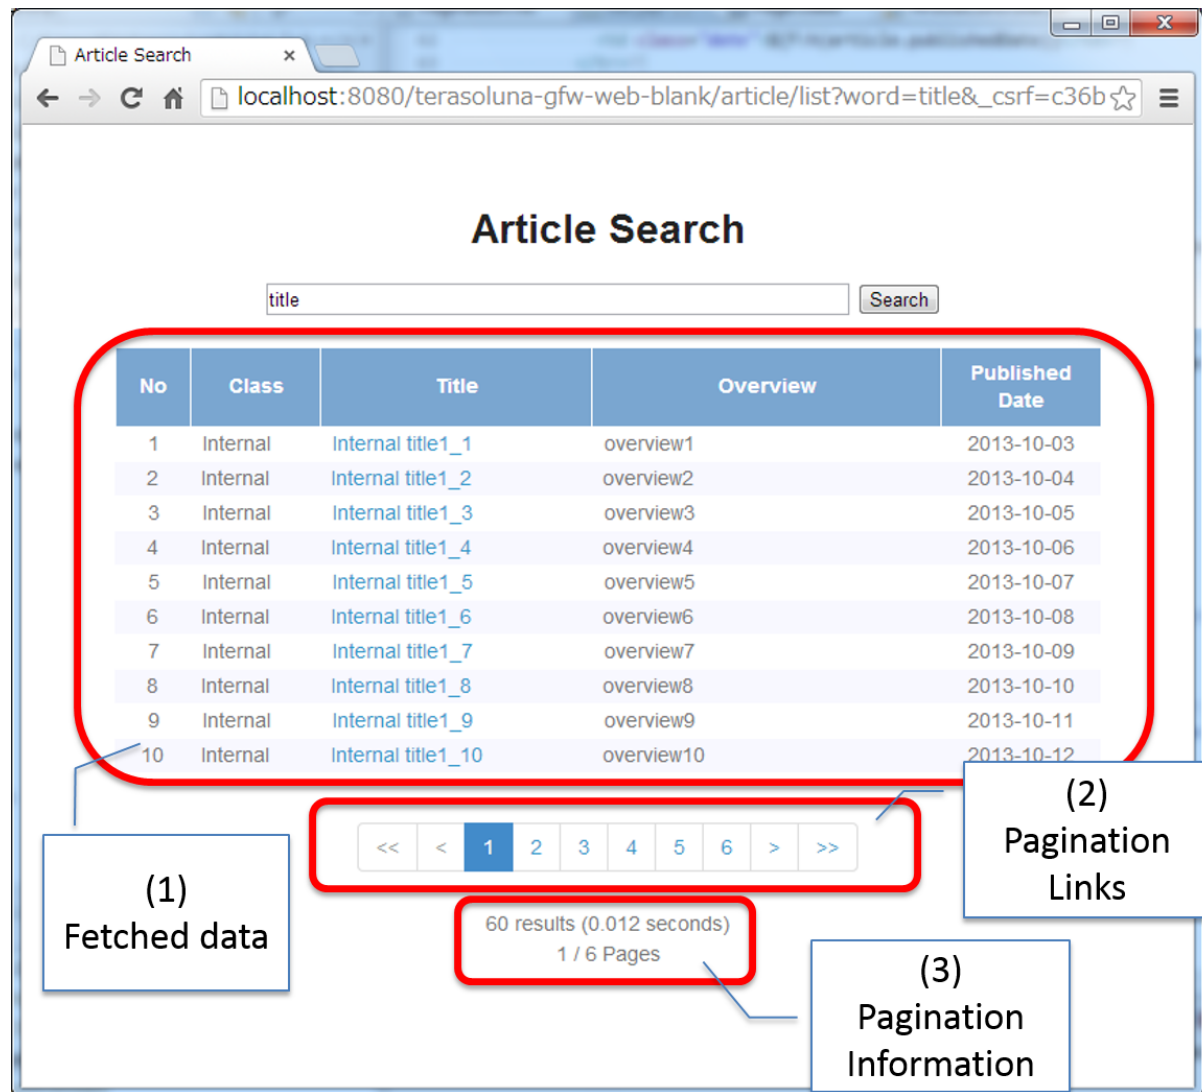 Article Search
localhost:8080/terasoluna-gfw-web-blank/article/list?word=title&_csrf=c36b
Article Search
title Search
No Class Title Overview Published Date
1 Internal Internal title1_1 overview1 2013-10-03
2 Internal Internal title1_2 overview2 2013-10-04
3 Internal Internal title1_3 overview3 2013-10-05
4 Internal Internal title1_4 overview4 2013-10-06
5 Internal Internal title1_5 overview5 2013-10-07
6 Internal Internal title1_6 overview6 2013-10-08
7 Internal Internal title1_7 overview7 2013-10-09
8 Internal Internal title1_8 overview8 2013-10-10
9 Internal Internal title1_9 overview9 2013-10-11
10 Internal Internal title1_10 overview10 2013-10-12
<< < 1 2 3 4 5 6 > >>
60 results (0.012 seconds)
1 / 6 Pages
(1)
Fetched data
(2)
Pagination
Links
(3)
Pagination
Information